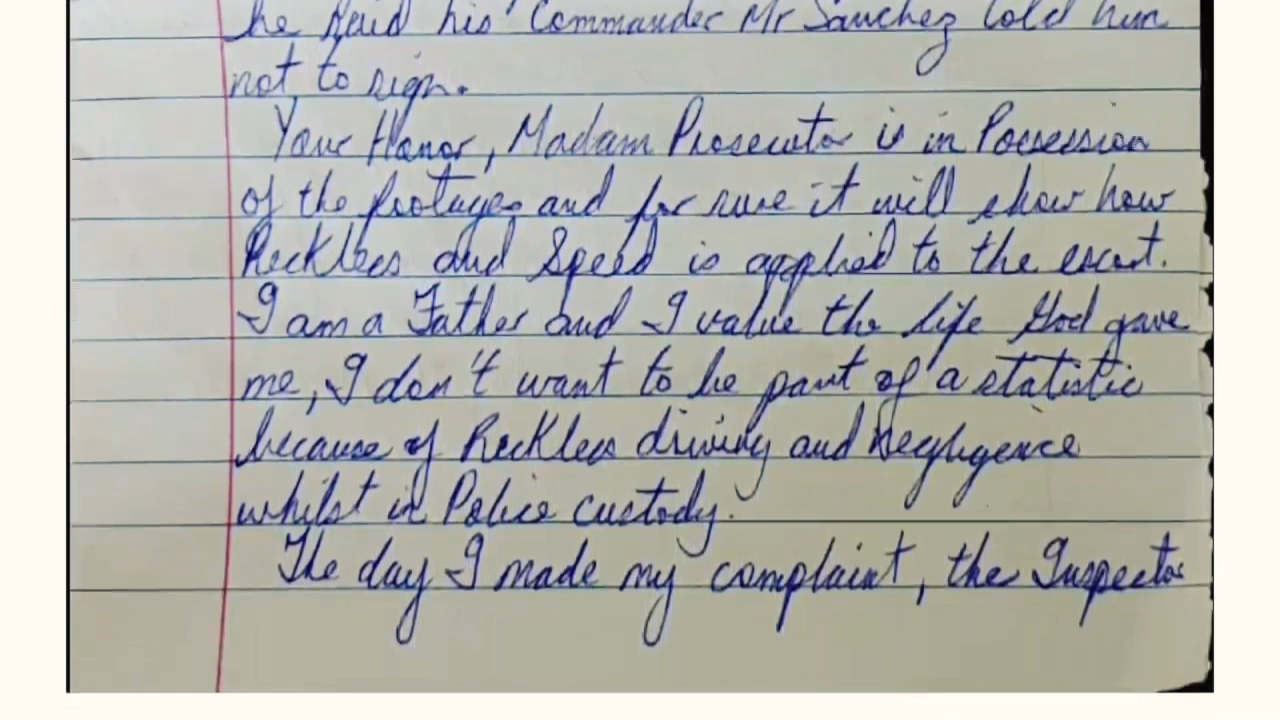 he said his Commander Mr Sanchez told him
not to sign.
Your Honor, Madam Prosecutor is in Possession
of the footages and for sure it will show how
Reckless and Speed is applied to the escort.
I am a Father and I value the life God gave
me, I don't want to be part of a statistic
because of Reckless driving and Negligence
whilst in Police custody.
The day I made my complaint, the Inspector